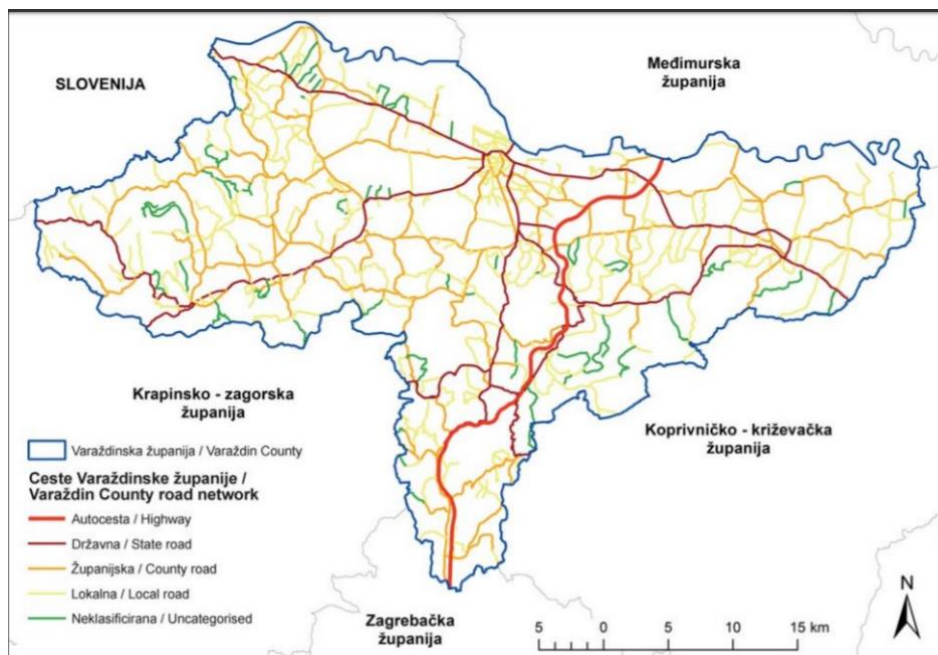 SLOVENIJA
Međimurska
županija
Krapinsko - zagorska
županija
Koprivničko - križevačka
županija
Varaždinska županija / Varaždin County
Ceste Varaždinske županije /
Varaždin County road network
Autocesta / Highway
Državna / State road
Županijska / County road
Lokalna / Local road
Neklasificirana / Uncategorised
Zagrebačka
županija
N
5 0 5 10 15 km